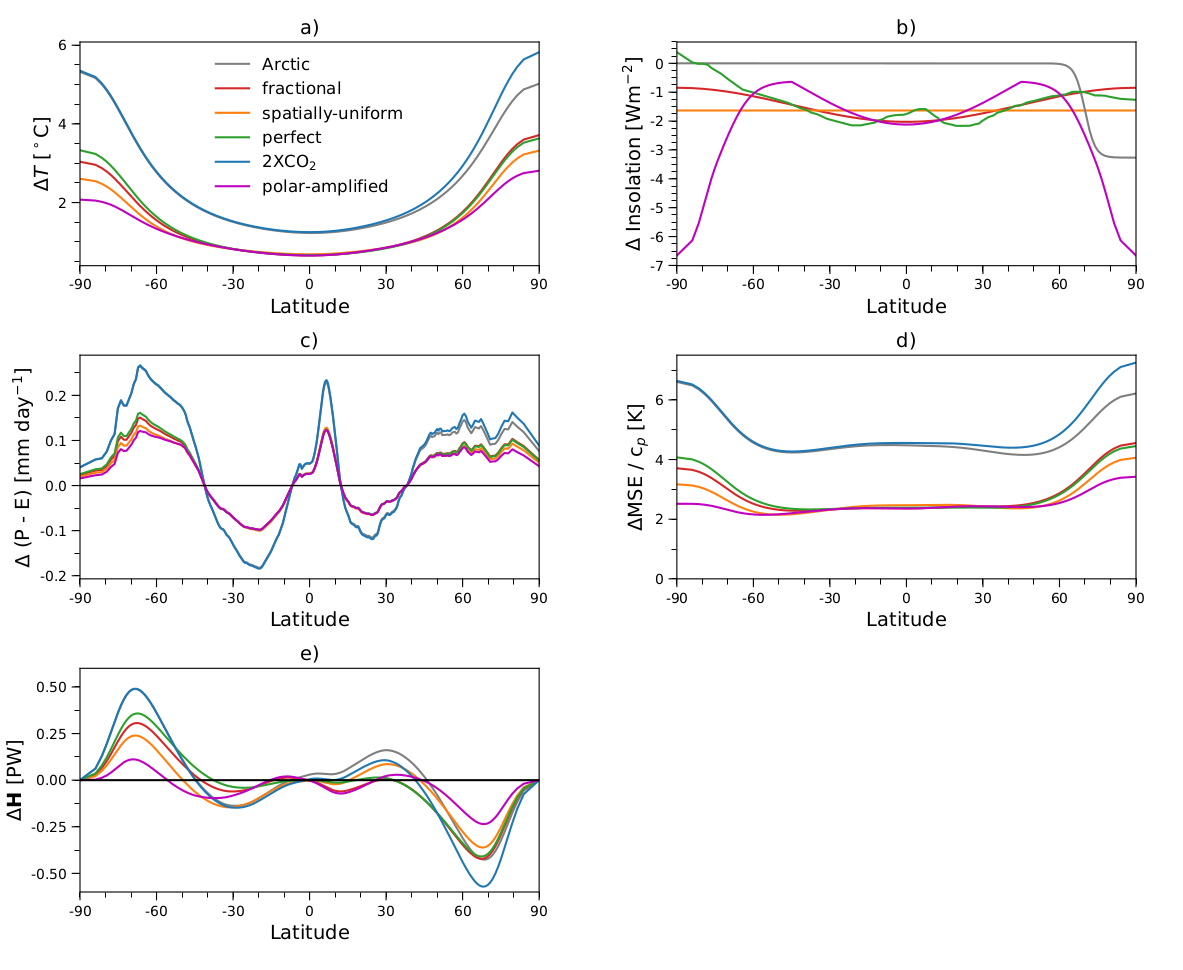 a)
6
4
2
ΔT [ ° C]
Arctic
fractional
spatially-uniform
perfect
2XCO₂
polar-amplified
-90 -60 -30 0 30 60 90
Latitude
b)
0
-1
-2
-3
-4
-5
-6
-7
Δ Insolation [Wm⁻²]
-90 -60 -30 0 30 60 90
Latitude
c)
0.2
0.1
0.0
-0.1
-0.2
Δ (P - E) [mm day⁻¹]
-90 -60 -30 0 30 60 90
Latitude
d)
6
4
2
0
ΔMSE / cₚ [K]
-90 -60 -30 0 30 60 90
Latitude
e)
0.50
0.25
0.00
-0.25
-0.50
ΔH [PW]
-90 -60 -30 0 30 60 90
Latitude